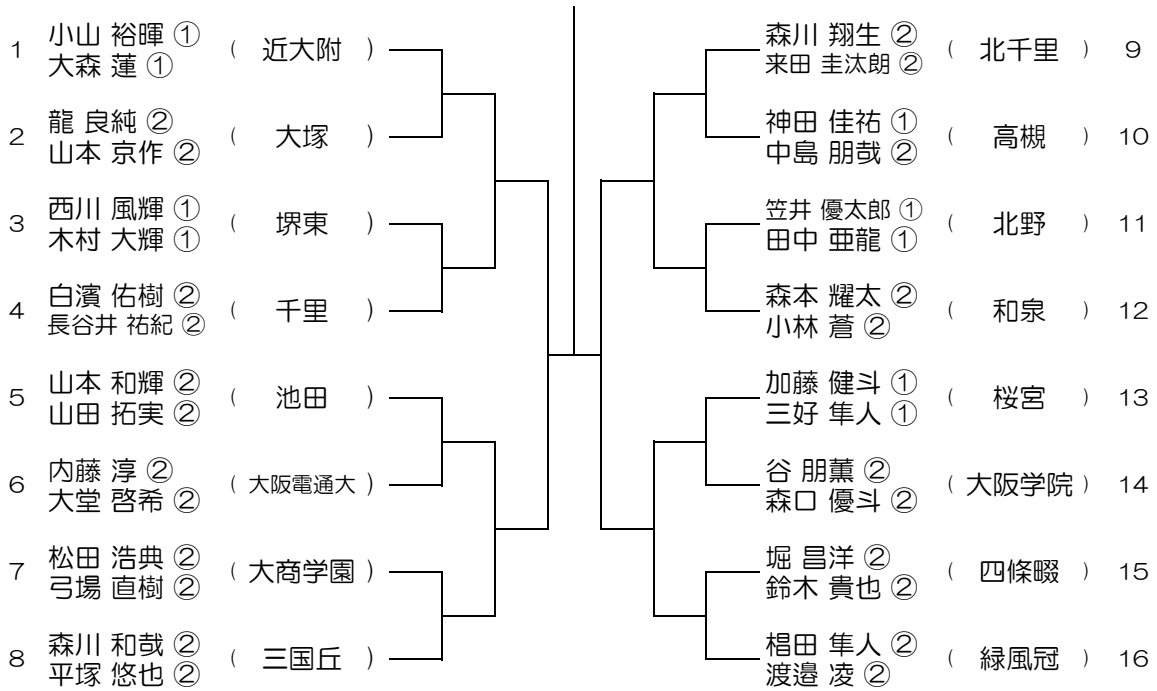 1 小山 裕暉 ① ( 近大附 )
大森 蓮 ①
2 龍 良純 ② ( 大塚 )
山本 京作 ②
3 西川 風輝 ① ( 堺東 )
木村 大輝 ①
4 白濱 佑樹 ② ( 千里 )
長谷井 祐紀 ②
5 山本 和輝 ② ( 池田 )
山田 拓実 ②
6 内藤 淳 ② ( 大阪電通大 )
大堂 啓希 ②
7 松田 浩典 ② ( 大商学園 )
弓場 直樹 ②
8 森川 和哉 ② ( 三国丘 )
平塚 悠也 ②
森川 翔生 ② ( 北千里 ) 9
来田 圭汰朗 ②
神田 佳祐 ① ( 高槻 ) 10
中島 朋哉 ②
笠井 優太郎 ① ( 北野 ) 11
田中 亜龍 ①
森本 耀太 ② ( 和泉 ) 12
小林 蒼 ②
加藤 健斗 ① ( 桜宮 ) 13
三好 隼人 ①
谷 朋薫 ② ( 大阪学院 ) 14
森口 優斗 ②
堀 昌洋 ② ( 四條畷 ) 15
鈴木 貴也 ②
椙田 隼人 ② ( 緑風冠 ) 16
渡邉 凌 ②